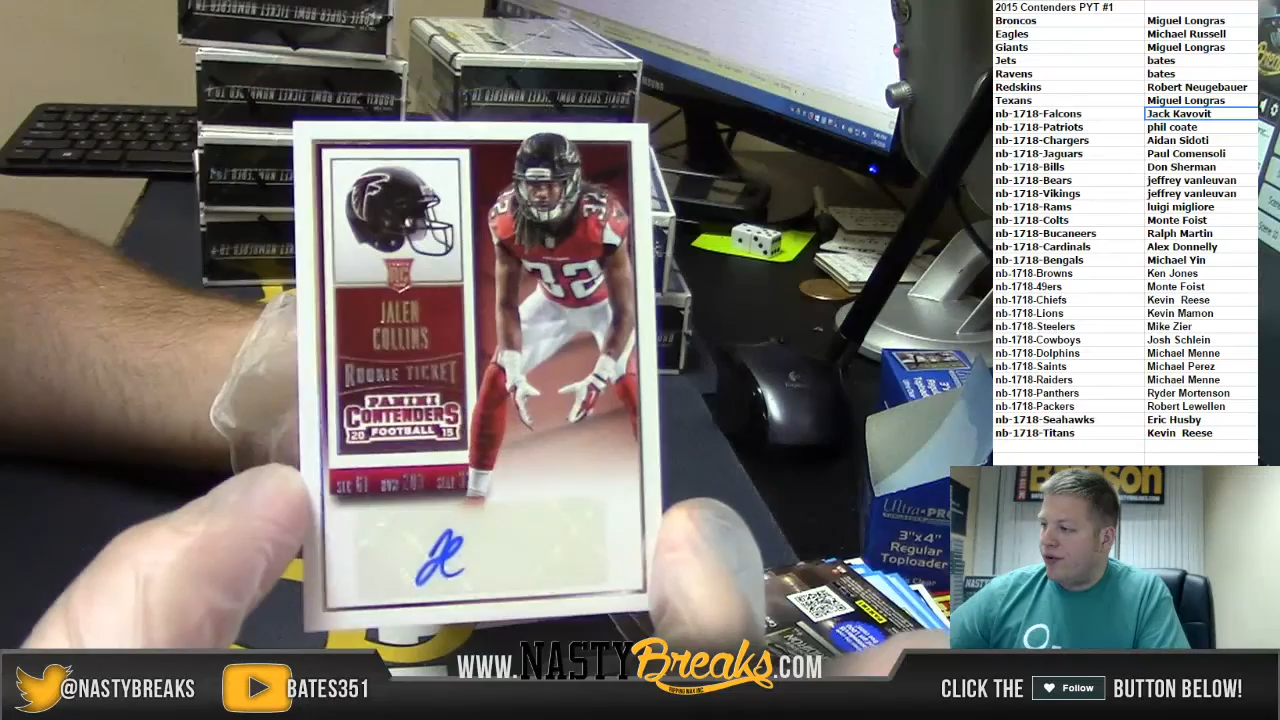 2015 Contenders PYT #1
Broncos Miguel Longras
Eagles Michael Russell
Giants Miguel Longras
Jets bates
Ravens bates
Redskins Robert Neugebauer
Texans Miguel Longras
nb-1718-Falcons Jack Kavovit
nb-1718-Patriots phil coate
nb-1718-Chargers Aidan Sidoti
nb-1718-Jaguars Paul Comensoli
nb-1718-Bills Don Sherman
nb-1718-Bears jeffrey vanleuvan
nb-1718-Vikings jeffrey vanleuvan
nb-1718-Rams luigi migliore
nb-1718-Colts Monte Foist
nb-1718-Bucaneers Ralph Martin
nb-1718-Cardinals Alex Donnelly
nb-1718-Bengals Michael Yin
nb-1718-Browns Ken Jones
nb-1718-49ers Monte Foist
nb-1718-Chiefs Kevin Reese
nb-1718-Lions Kevin Mamon
nb-1718-Steelers Mike Zier
nb-1718-Cowboys Josh Schlein
nb-1718-Dolphins Michael Menne
nb-1718-Saints Michael Perez
nb-1718-Raiders Michael Menne
nb-1718-Panthers Ryder Mortenson
nb-1718-Packers Robert Lewellen
nb-1718-Seahawks Eric Husby
nb-1718-Titans Kevin Reese
SAMSUNG
RC
JALEN
COLLINS
ROOKIE TICKET
PANINI
CONTENDERS
20 FOOTBALL 15
32
32
JC
Ultra-PRO
3"x4"
Regular
Toploader
@NASTYBREAKS
BATES351
WWW.NASTYBreaks.COM
RIPPING WAX INC.
CLICK THE Follow BUTTON BELOW!